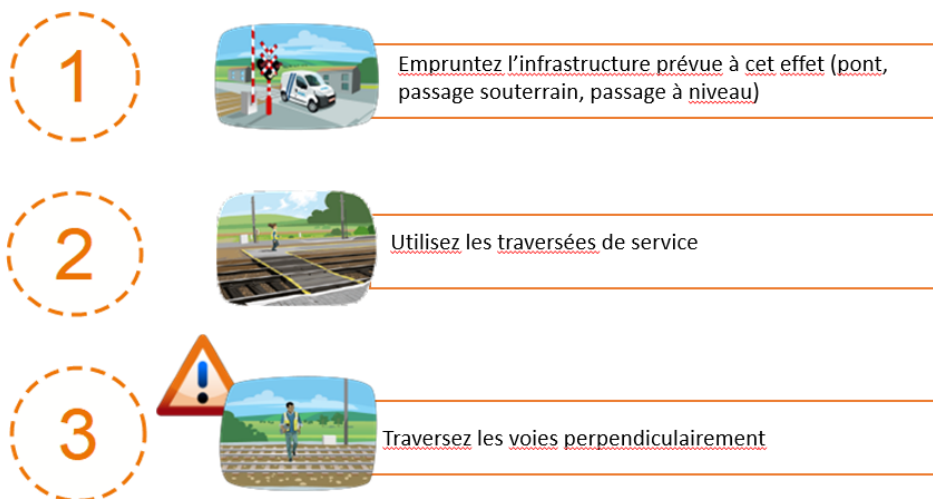 1
Empruntez l’infrastructure prévue à cet effet (pont,
passage souterrain, passage à niveau)
2
Utilisez les traversées de service
3
Traversez les voies perpendiculairement